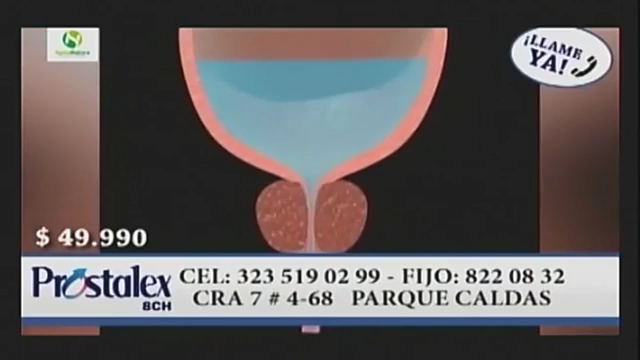 ¡LLAME
YA!
$ 49.990
Prostalex
BCH
CEL: 323 519 02 99 - FIJO: 822 08 32
CRA 7 # 4-68 PARQUE CALDAS